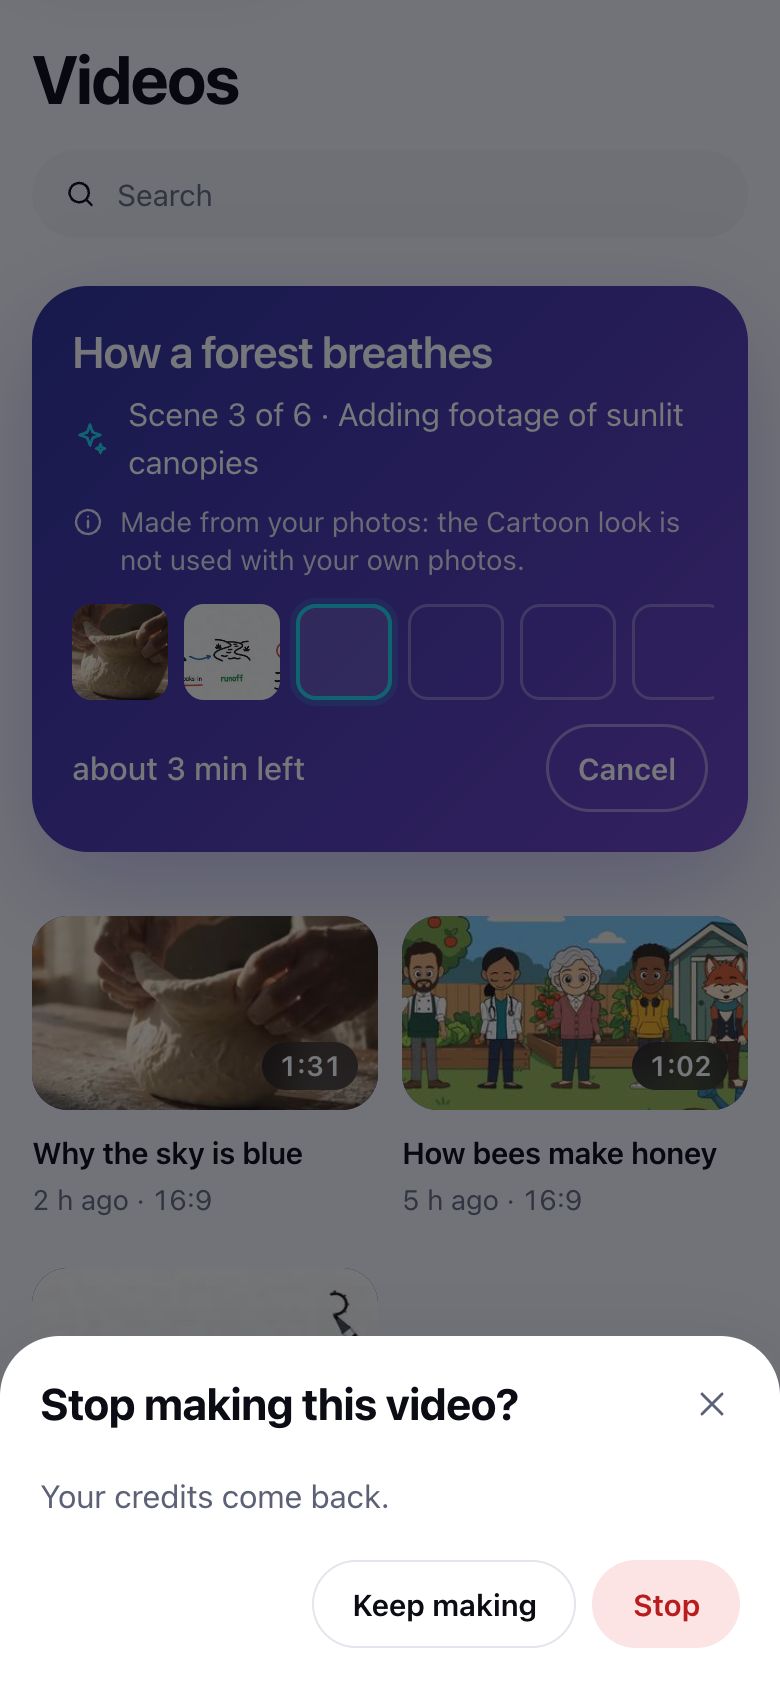 Videos
Search
How a forest breathes
Scene 3 of 6 · Adding footage of sunlit
canopies
Made from your photos: the Cartoon look is
not used with your own photos.
runoff
about 3 min left
Cancel
1:31
1:02
Why the sky is blue
How bees make honey
2 h ago · 16:9
5 h ago · 16:9
Stop making this video?
Your credits come back.
Keep making
Stop